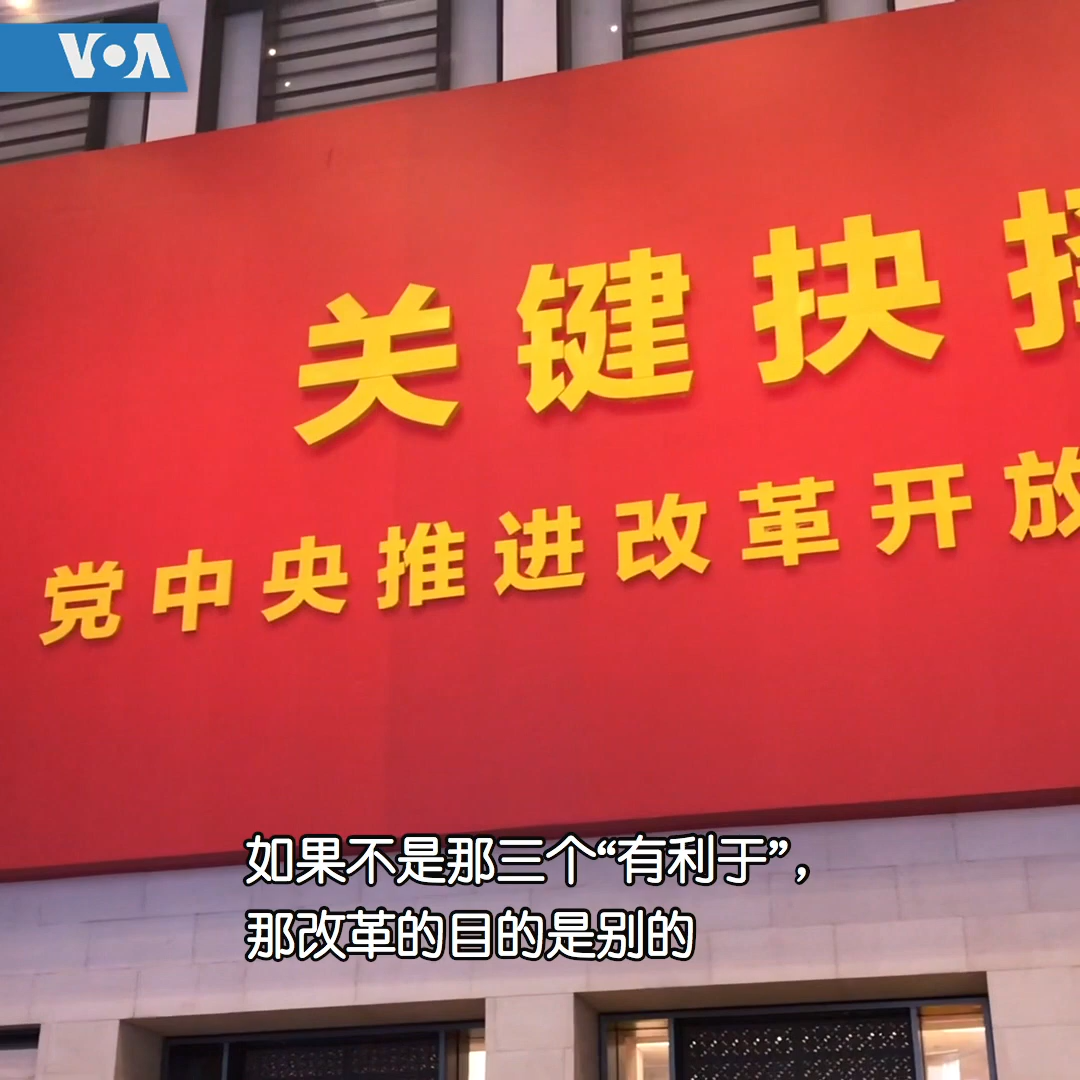 VOA
关键抉
党中央推进改革开放
如果不是那三个“有利于”，
那改革的目的是别的